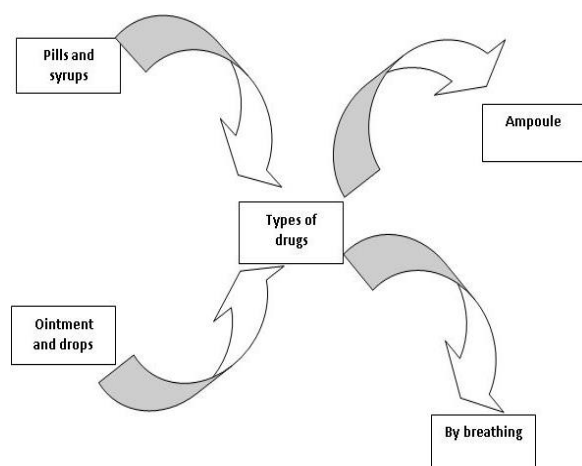 Pills and
syrups
Ampoule
Types of
drugs
Ointment
and drops
By breathing